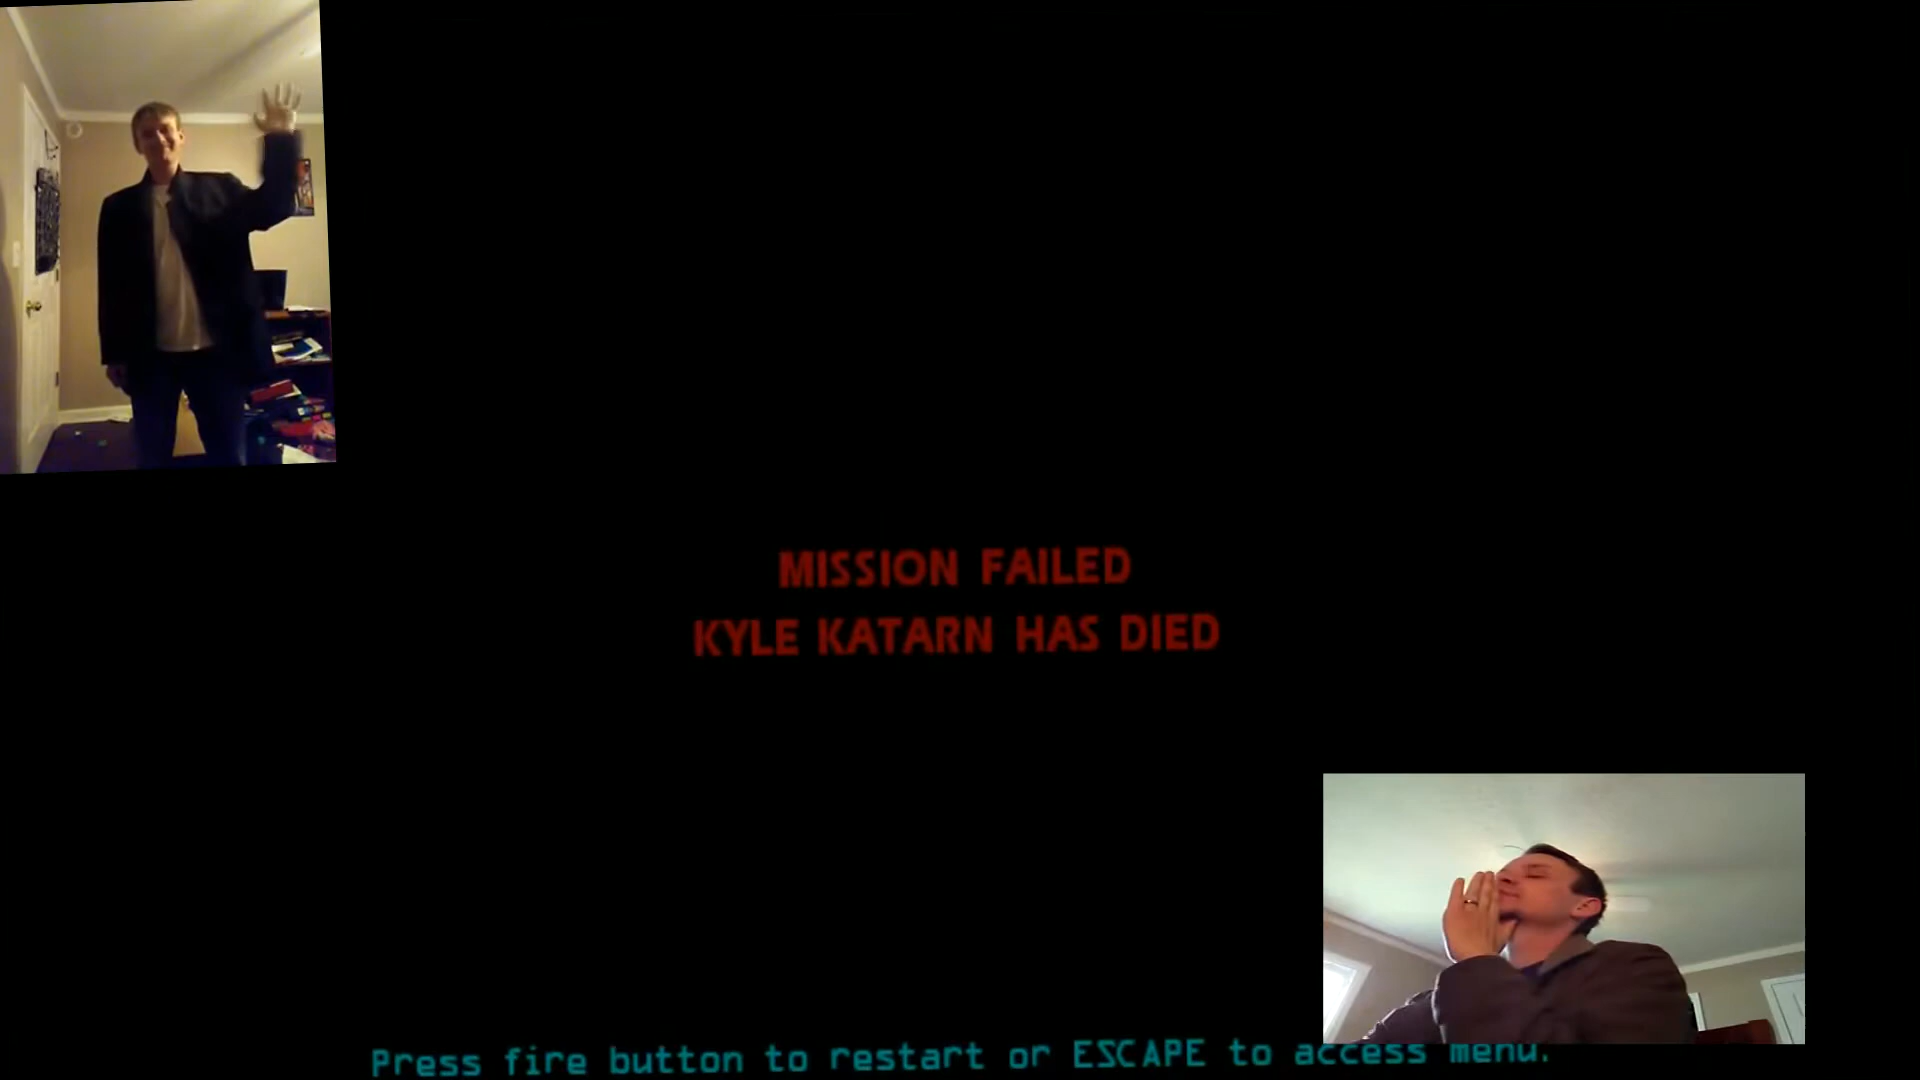 MISSION FAILED
KYLE KATARN HAS DIED
Press fire button to restart or ESCAPE to access menu.